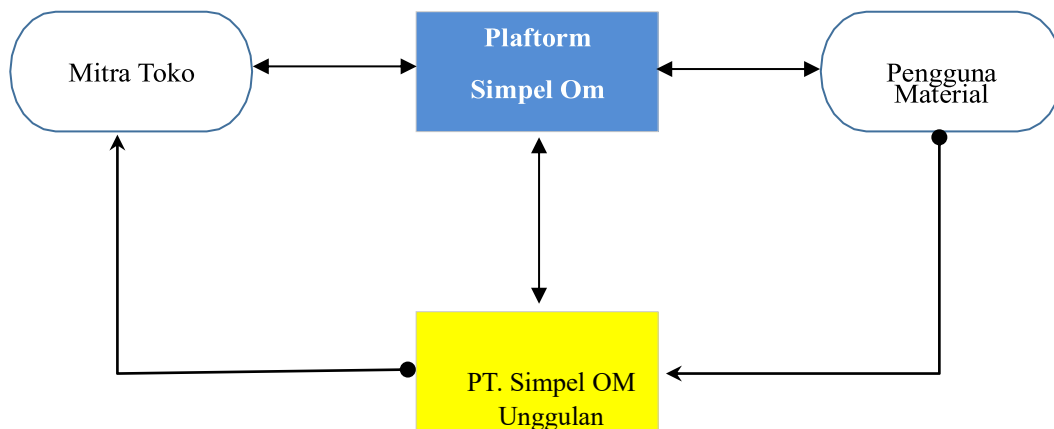 Plaftorm
Simpel Om
Mitra Toko
Pengguna
Material
PT. Simpel OM
Unggulan